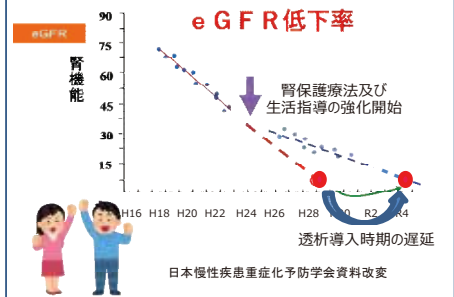 eGFR低下率
eGFR
腎機能
90
75
60
45
30
15
腎保護療法及び
生活指導の強化開始
H16 H18 H20 H22 H24 H26 H28 R2 R4
透析導入時期の遅延
日本慢性疾患重症化予防学会資料改変